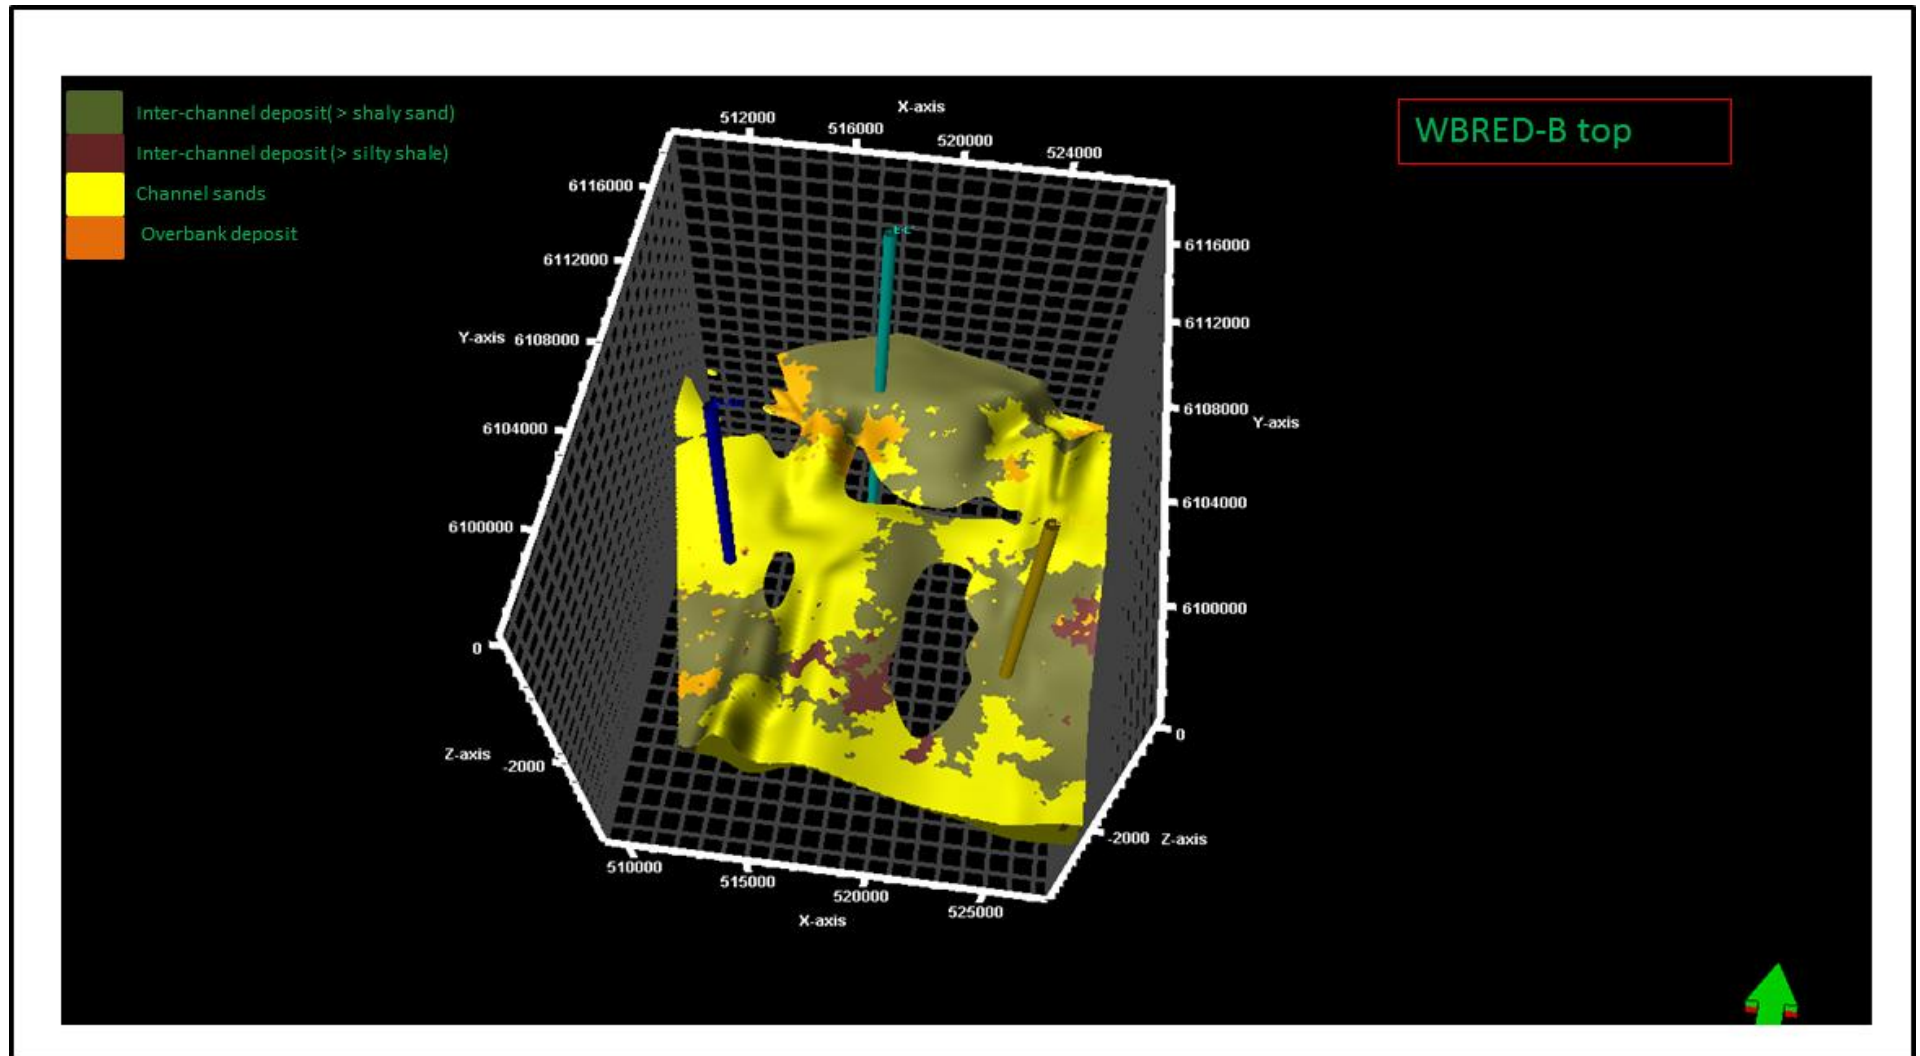 Inter-channel deposit( > shaly sand)
Inter-channel deposit (> silty shale)
Channel sands
Overbank deposit
WBRED-B top
X-axis
512000
516000
520000
524000
6116000
6112000
Y-axis 6108000
6104000
6100000
0
Z-axis -2000
6116000
6112000
6108000 Y-axis
6104000
6100000
0
-2000 Z-axis
510000
515000
520000
525000
X-axis